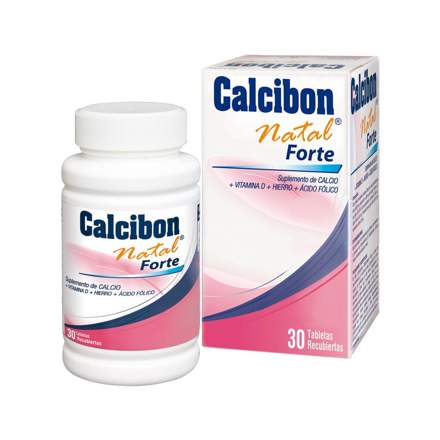 Calcibon
Natal®
Forte
Suplemento de CALCIO
+ VITAMINA D + HIERRO + ÁCIDO FÓLICO
30 Tabletas
Recubiertas
Calcibon
Natal®
Forte
Suplemento de CALCIO
+ VITAMINA D + HIERRO + ÁCIDO FÓLICO
30 Tabletas
Recubiertas